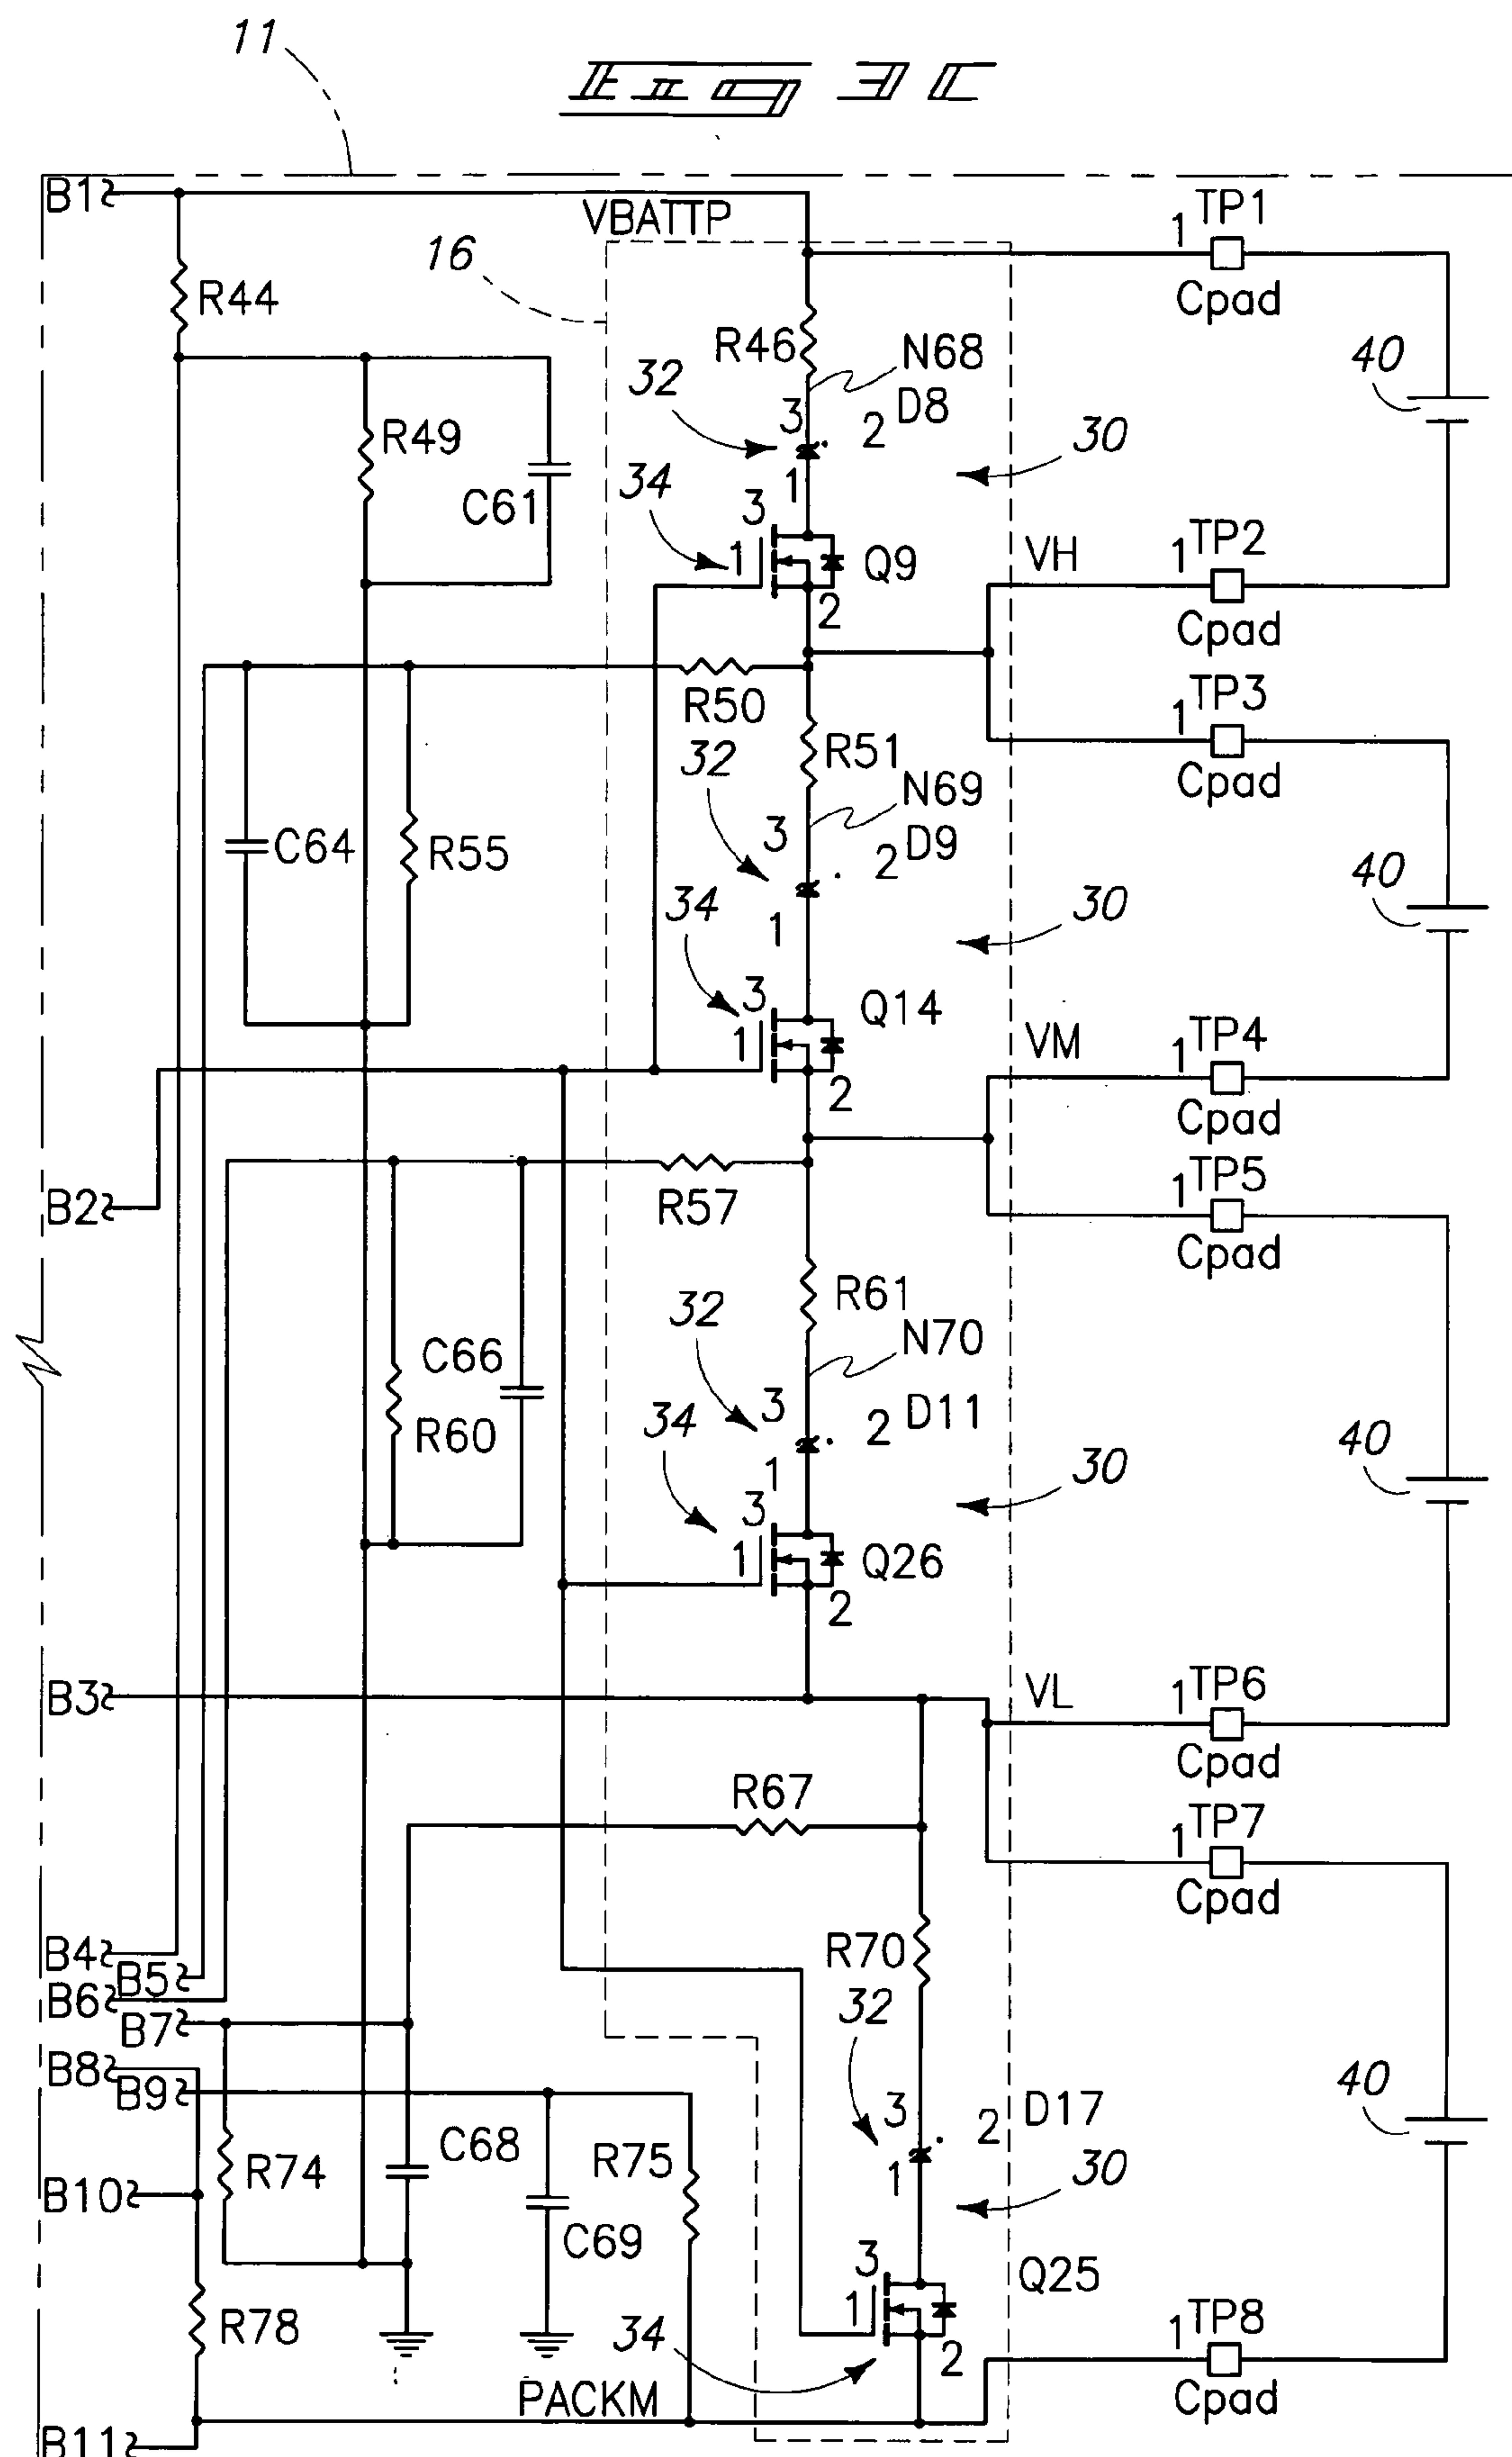 11
Fig 3C
B1
VBATTP
1 TP1
Cpad
16
R44
R46
N68
32
3
D8
2
40
R49
30
C61
34
1
3
1
Q9
2
VH
1 TP2
Cpad
R50
1 TP3
Cpad
32
R51
N69
3
2 D9
C64
R55
40
34
1
30
3
Q14
1
2
VM
1 TP4
Cpad
B2
R57
1 TP5
Cpad
32
R61
N70
C66
3
2 D11
R60
34
1
40
30
3
1
Q26
2
B3
VL
1 TP6
Cpad
R67
1 TP7
Cpad
R70
B4
B5
B6
32
B7
B8
B9
3
2 D17
40
C68
R74
R75
1
30
B10
C69
3
Q25
1
R78
34
2
1 TP8
Cpad
PACKM
B11